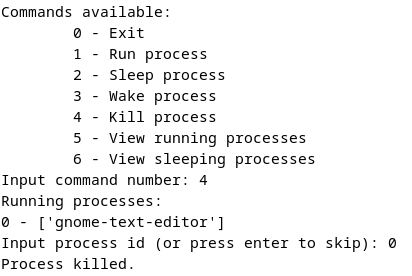 Commands available:
        0 - Exit
        1 - Run process
        2 - Sleep process
        3 - Wake process
        4 - Kill process
        5 - View running processes
        6 - View sleeping processes
Input command number: 4
Running processes:
0 - ['gnome-text-editor']
Input process id (or press enter to skip): 0
Process killed.